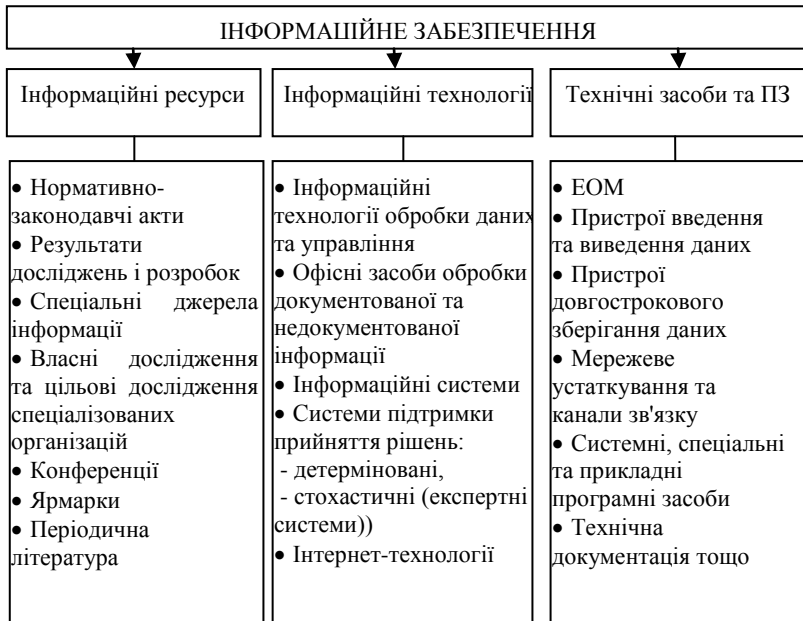 ІНФОРМАШЙНЕ ЗАБЕЗПЕЧЕННЯ
Інформаційні ресурси
Інформаційні технології
Технічні засоби та ПЗ
• Нормативно-
законодавчі акти
• Результати
досліджень і розробок
• Спеціальні джерела
інформації
• Власні дослідження
та цільові дослідження
спеціалізованих
організацій
• Конференції
• Ярмарки
• Періодична
література
• Інформаційні
технології обробки даних
та управління
• Офісні засоби обробки
документованої та
недокументованої
інформації
• Інформаційні системи
• Системи підтримки
прийняття рішень:
- детерміновані,
- стохастичні (експертні
системи))
• Інтернет-технології
• ЕОМ
• Пристрої введення
та виведення даних
• Пристрої
довгострокового
зберігання даних
• Мережеве
устаткування та
канали зв'язку
• Системні, спеціальні
та прикладні
програмні засоби
• Технічна
документація тощо